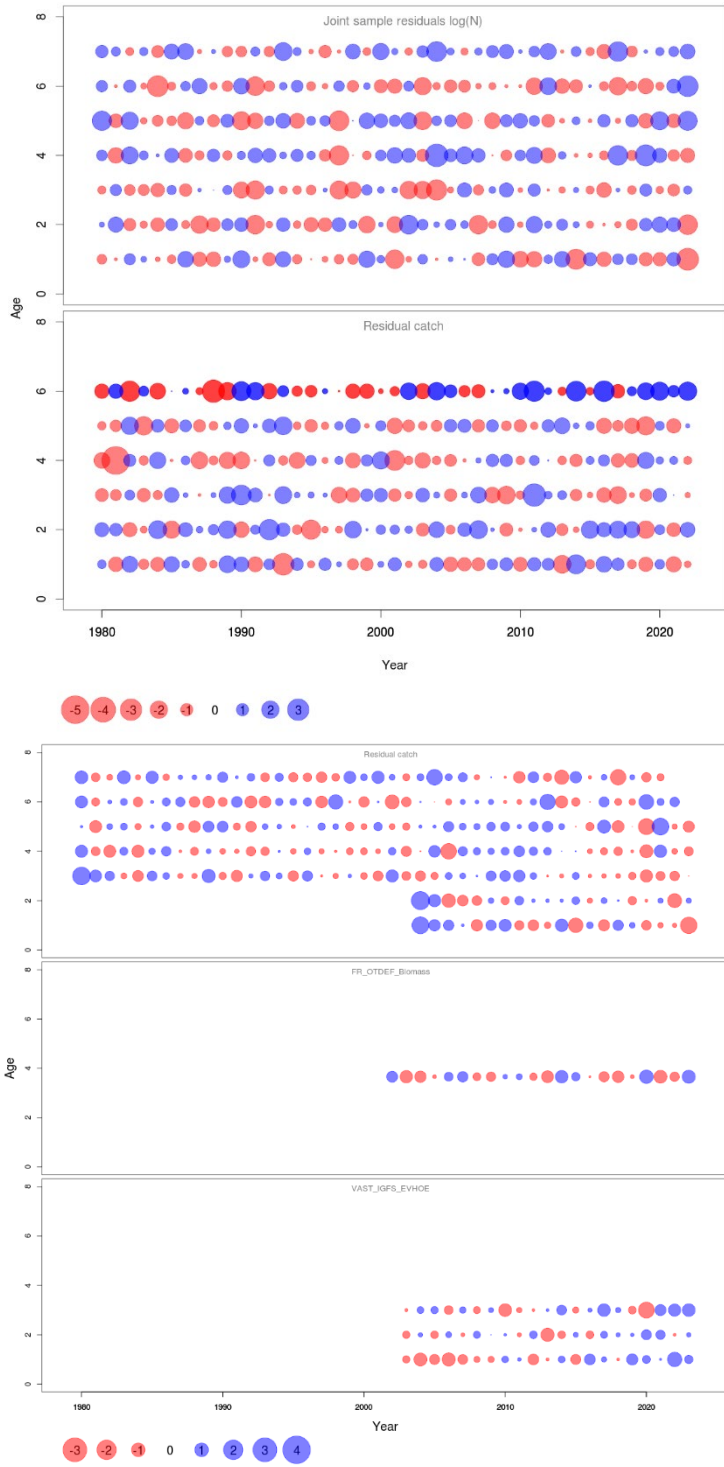 Joint sample residuals log(N)
8
6
4
2
0
Age
Residual catch
8
6
4
2
0
1980 1990 2000 2010 2020
Year
-5 -4 -3 -2 -1 0 1 2 3
Residual catch
8
6
4
2
0
FR_OTDEF_Biomass
8
6
4
2
0
Age
VAST_IGFS_EVHOE
8
6
4
2
0
1980 1990 2000 2010 2020
Year
-3 -2 -1 0 1 2 3 4